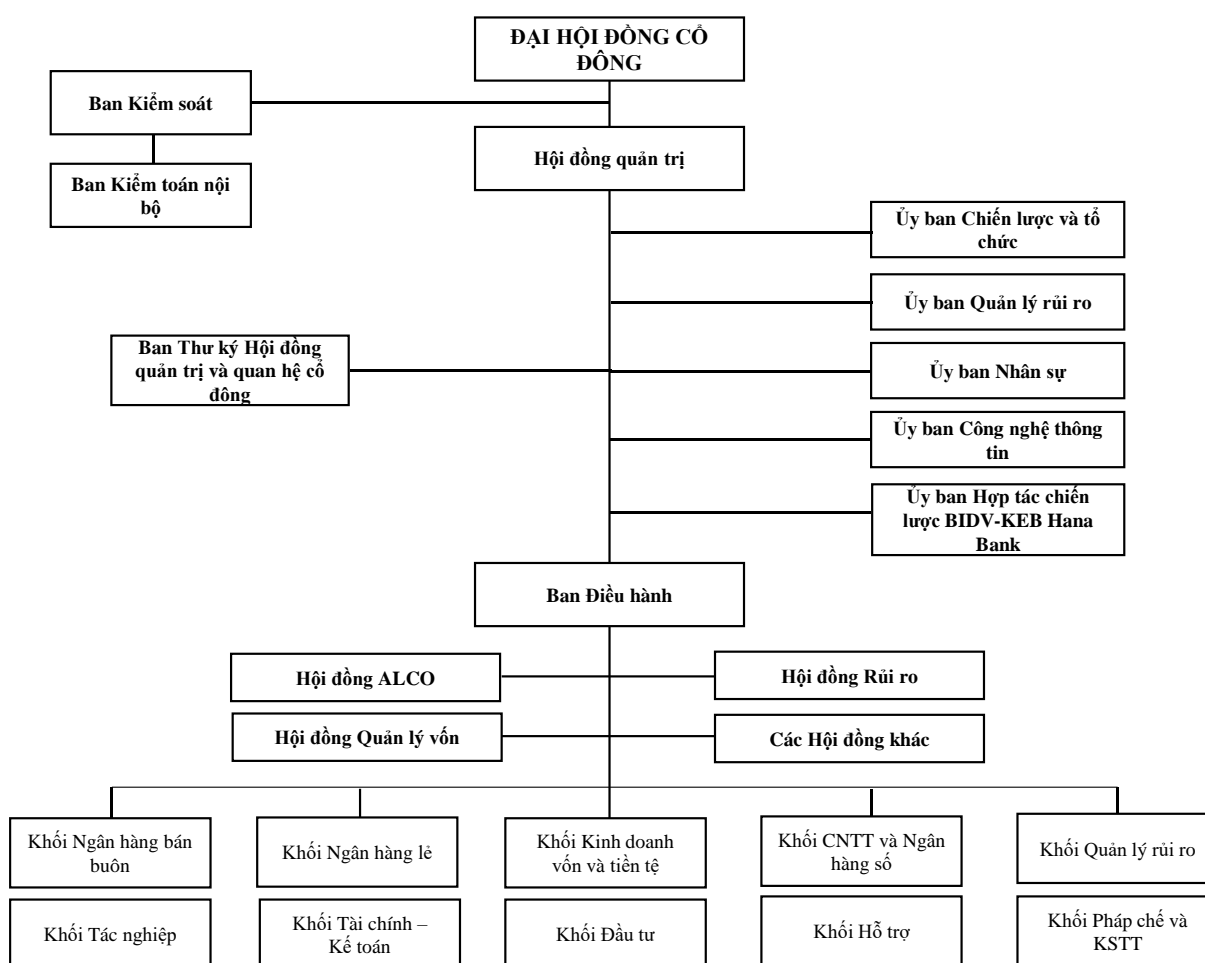 ĐẠI HỘI ĐỒNG CỔ
ĐÔNG
Ban Kiểm soát
Hội đồng quản trị
Ban Kiểm toán nội
bộ
Ủy ban Chiến lược và tổ
chức
Ủy ban Quản lý rủi ro
Ban Thư ký Hội đồng
quản trị và quan hệ cổ
đông
Ủy ban Nhân sự
Ủy ban Công nghệ thông
tin
Ủy ban Hợp tác chiến
lược BIDV-KEB Hana
Bank
Ban Điều hành
Hội đồng ALCO
Hội đồng Rủi ro
Hội đồng Quản lý vốn
Các Hội đồng khác
Khối Ngân hàng bán
buôn
Khối Ngân hàng lẻ
Khối Kinh doanh
vốn và tiền tệ
Khối CNTT và Ngân
hàng số
Khối Quản lý rủi ro
Khối Tác nghiệp
Khối Tài chính –
Kế toán
Khối Đầu tư
Khối Hỗ trợ
Khối Pháp chế và
KSTT